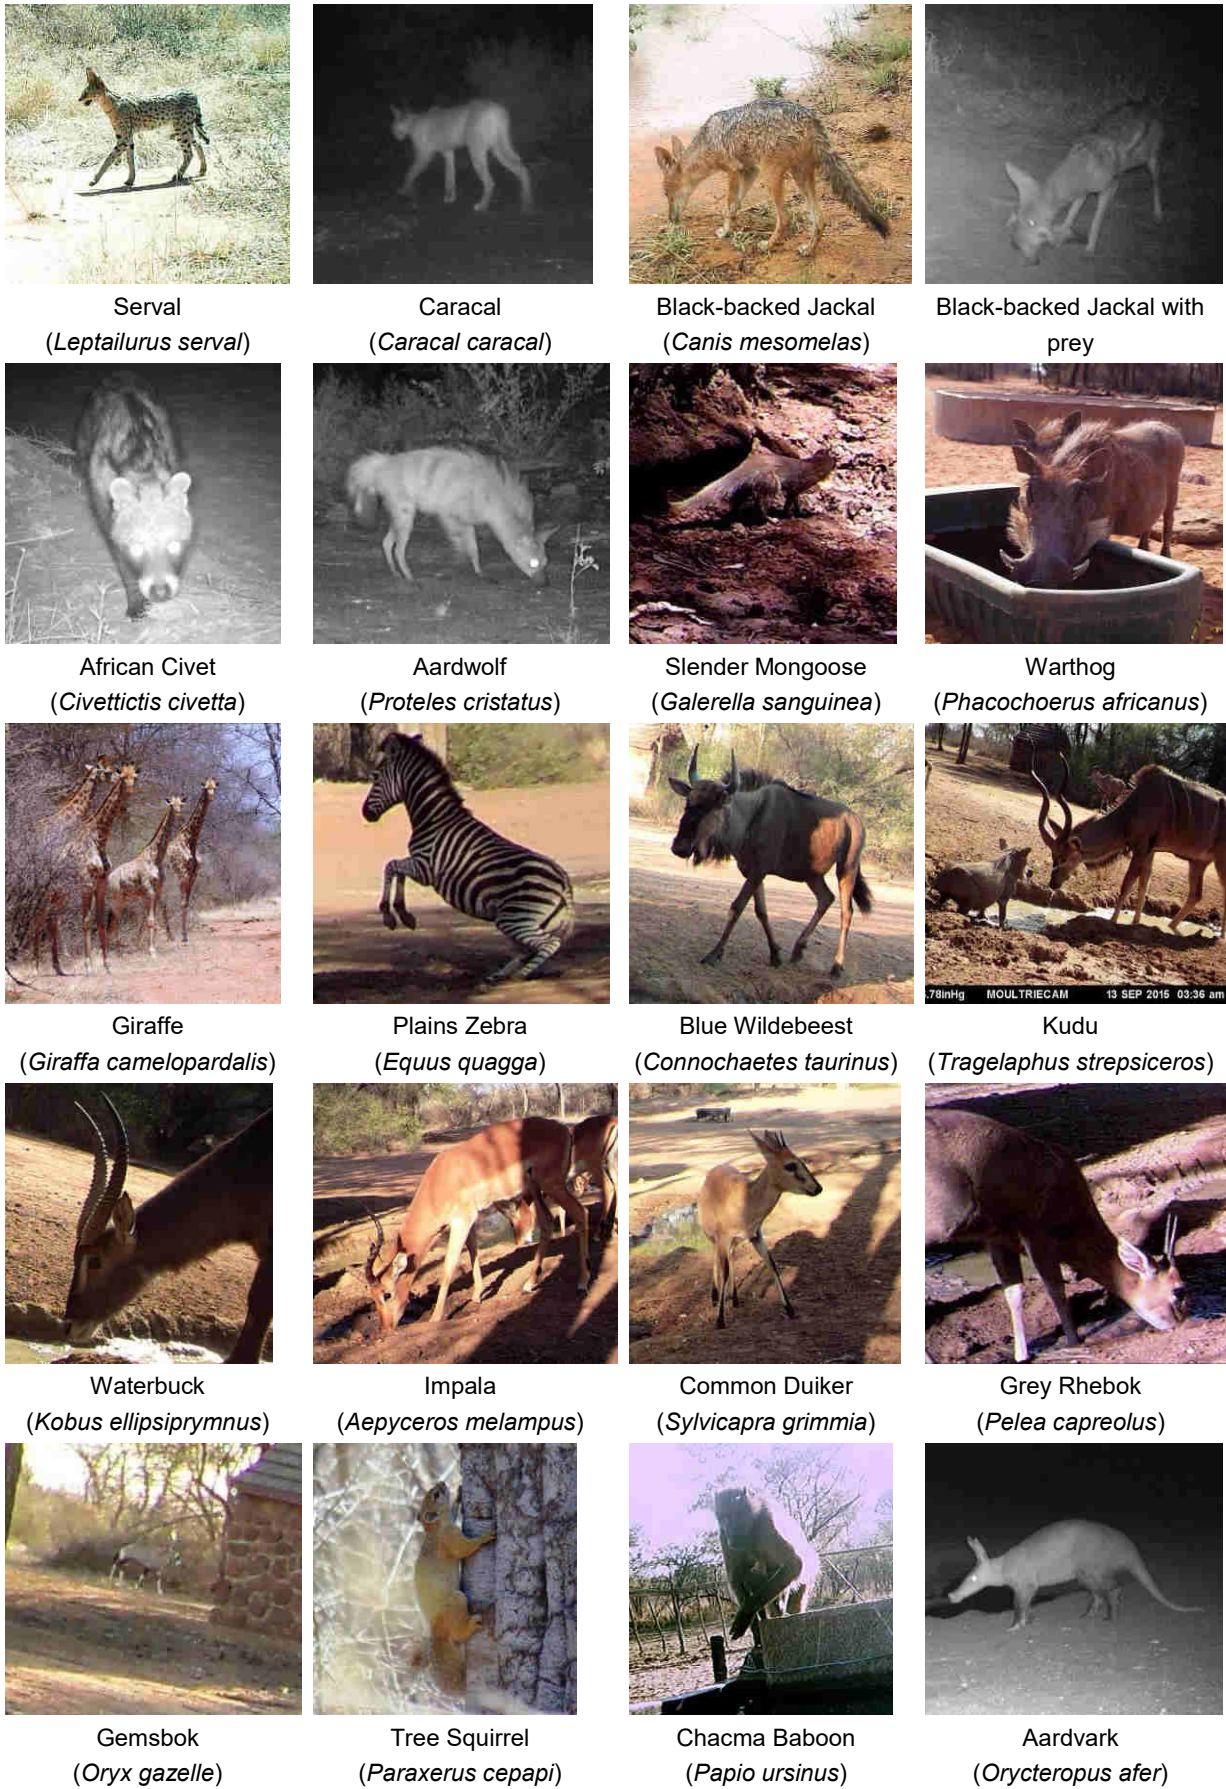 Serval
(Leptailurus serval)
Caracal
(Caracal caracal)
Black-backed Jackal
(Canis mesomelas)
Black-backed Jackal with
prey
African Civet
(Civettictis civetta)
Aardwolf
(Proteles cristatus)
Slender Mongoose
(Galerella sanguinea)
Warthog
(Phacochoerus africanus)
.78inHg MOULTRIECAM 13 SEP 2015 03:36 am
Giraffe
(Giraffa camelopardalis)
Plains Zebra
(Equus quagga)
Blue Wildebeest
(Connochaetes taurinus)
Kudu
(Tragelaphus strepsiceros)
Waterbuck
(Kobus ellipsiprymnus)
Impala
(Aepyceros melampus)
Common Duiker
(Sylvicapra grimmia)
Grey Rhebok
(Pelea capreolus)
Gemsbok
(Oryx gazelle)
Tree Squirrel
(Paraxerus cepapi)
Chacma Baboon
(Papio ursinus)
Aardvark
(Orycteropus afer)